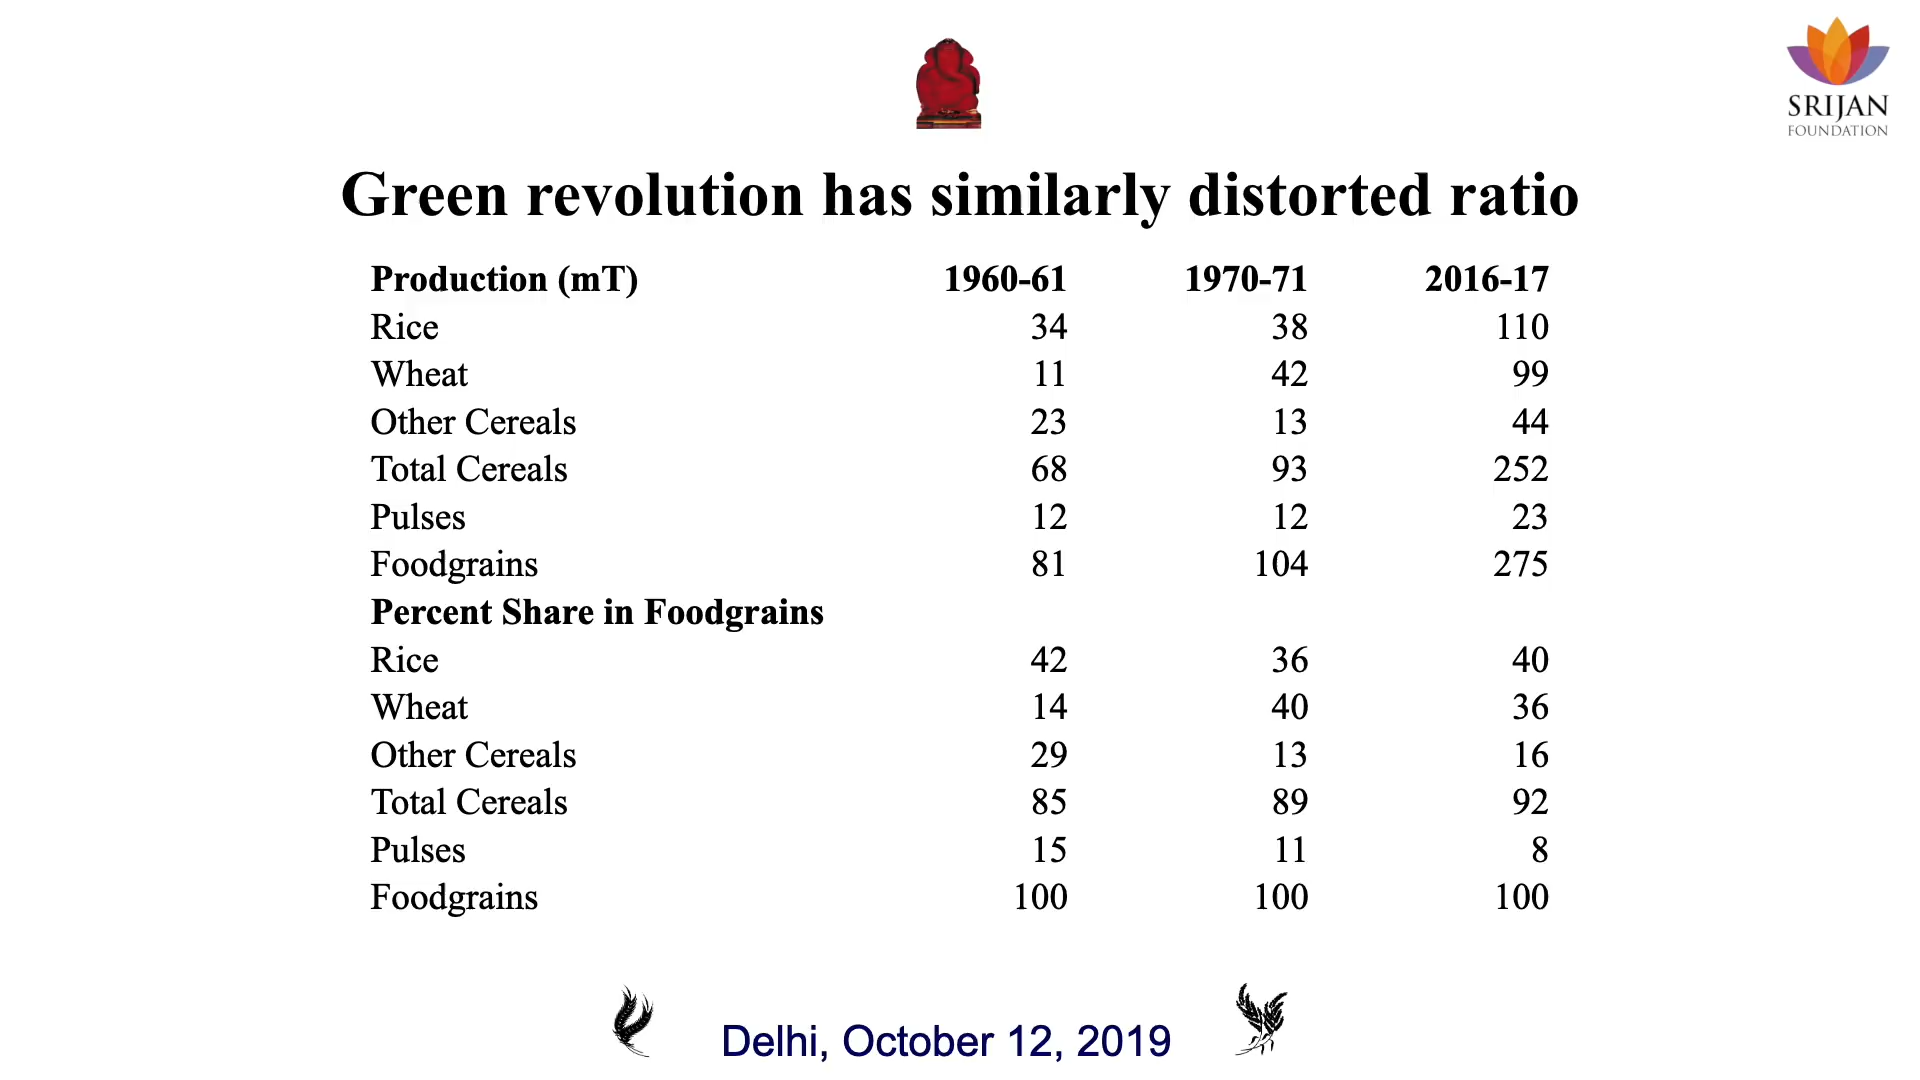 SRIJAN
FOUNDATION
Green revolution has similarly distorted ratio
Production (mT) 1960-61 1970-71 2016-17
Rice 34 38 110
Wheat 11 42 99
Other Cereals 23 13 44
Total Cereals 68 93 252
Pulses 12 12 23
Foodgrains 81 104 275
Percent Share in Foodgrains
Rice 42 36 40
Wheat 14 40 36
Other Cereals 29 13 16
Total Cereals 85 89 92
Pulses 15 11 8
Foodgrains 100 100 100
Delhi, October 12, 2019